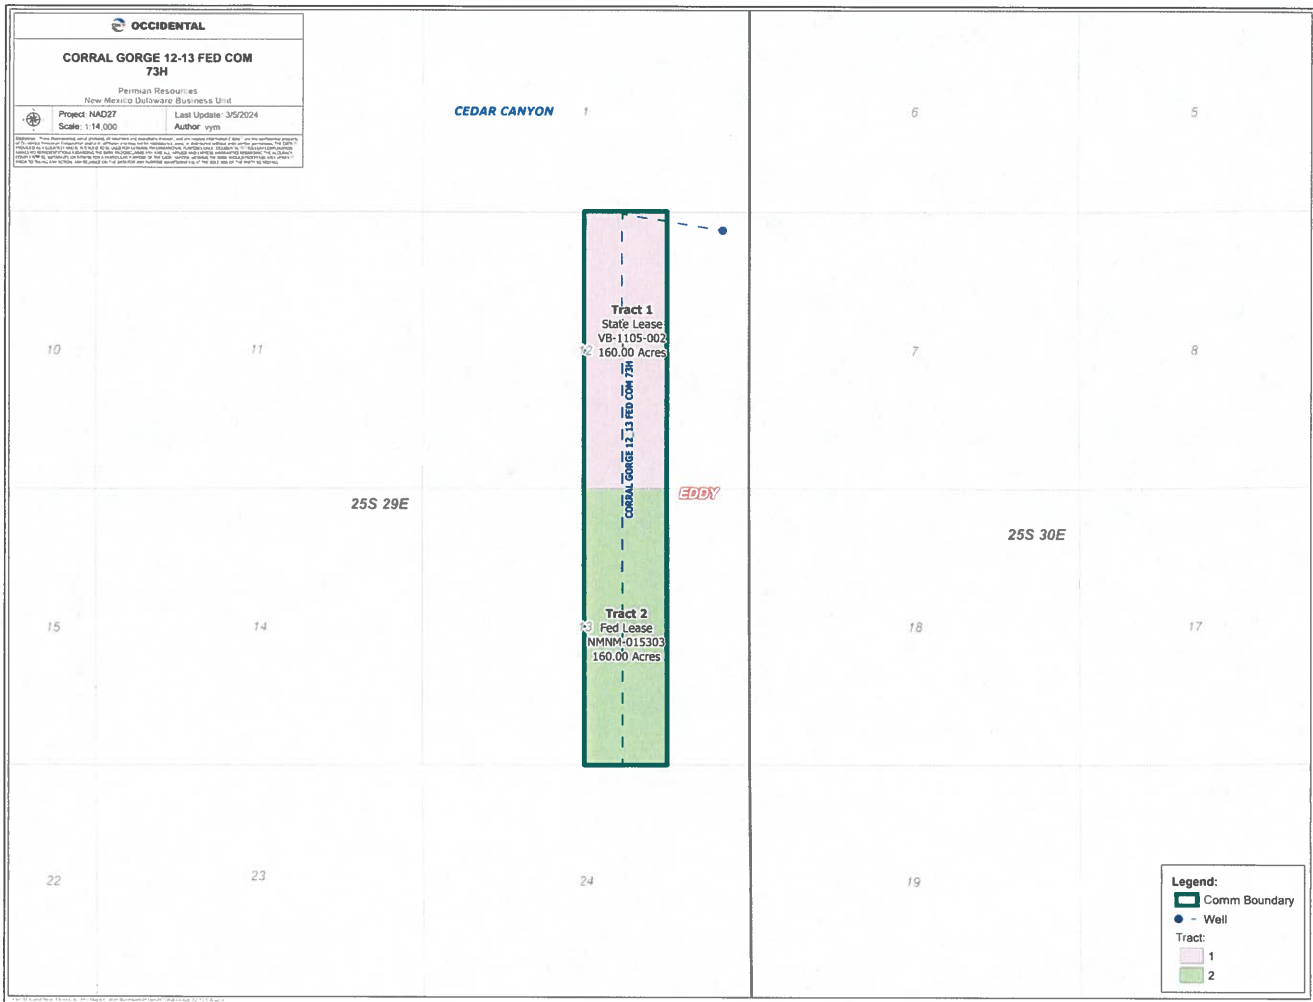 OCCIDENTAL
CORRAL GORGE 12-13 FED COM
73H
Permian Resources
New Mexico Delaware Business Unit
Project: NAD27
Last Update: 3/5/2024
Scale: 1:14,000
Author vym
CEDAR CANYON
1
6
5
Tract 1
State Lease
VB-1105-002
160.00 Acres
10
11
12
7
8
CORRAL GORGE 12_13 FED COM 73H
EDDY
25S 29E
25S 30E
Tract 2
Fed Lease
NMNM-015303
160.00 Acres
15
14
13
18
17
22
23
24
19
Legend:
Comm Boundary
Well
Tract:
1
2